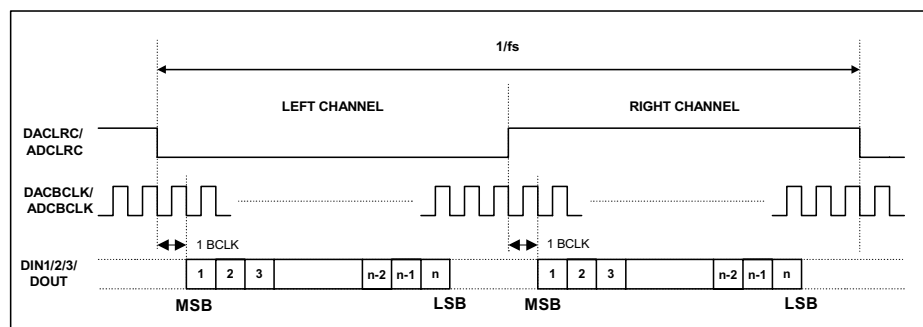 1/fs
LEFT CHANNEL
RIGHT CHANNEL
DACLRC/
ADCLRC
DACBCLK/
ADCBCLK
1 BCLK
1 BCLK
DIN1/2/3/
DOUT
1 2 3 n-2 n-1 n
1 2 3 n-2 n-1 n
MSB LSB MSB LSB